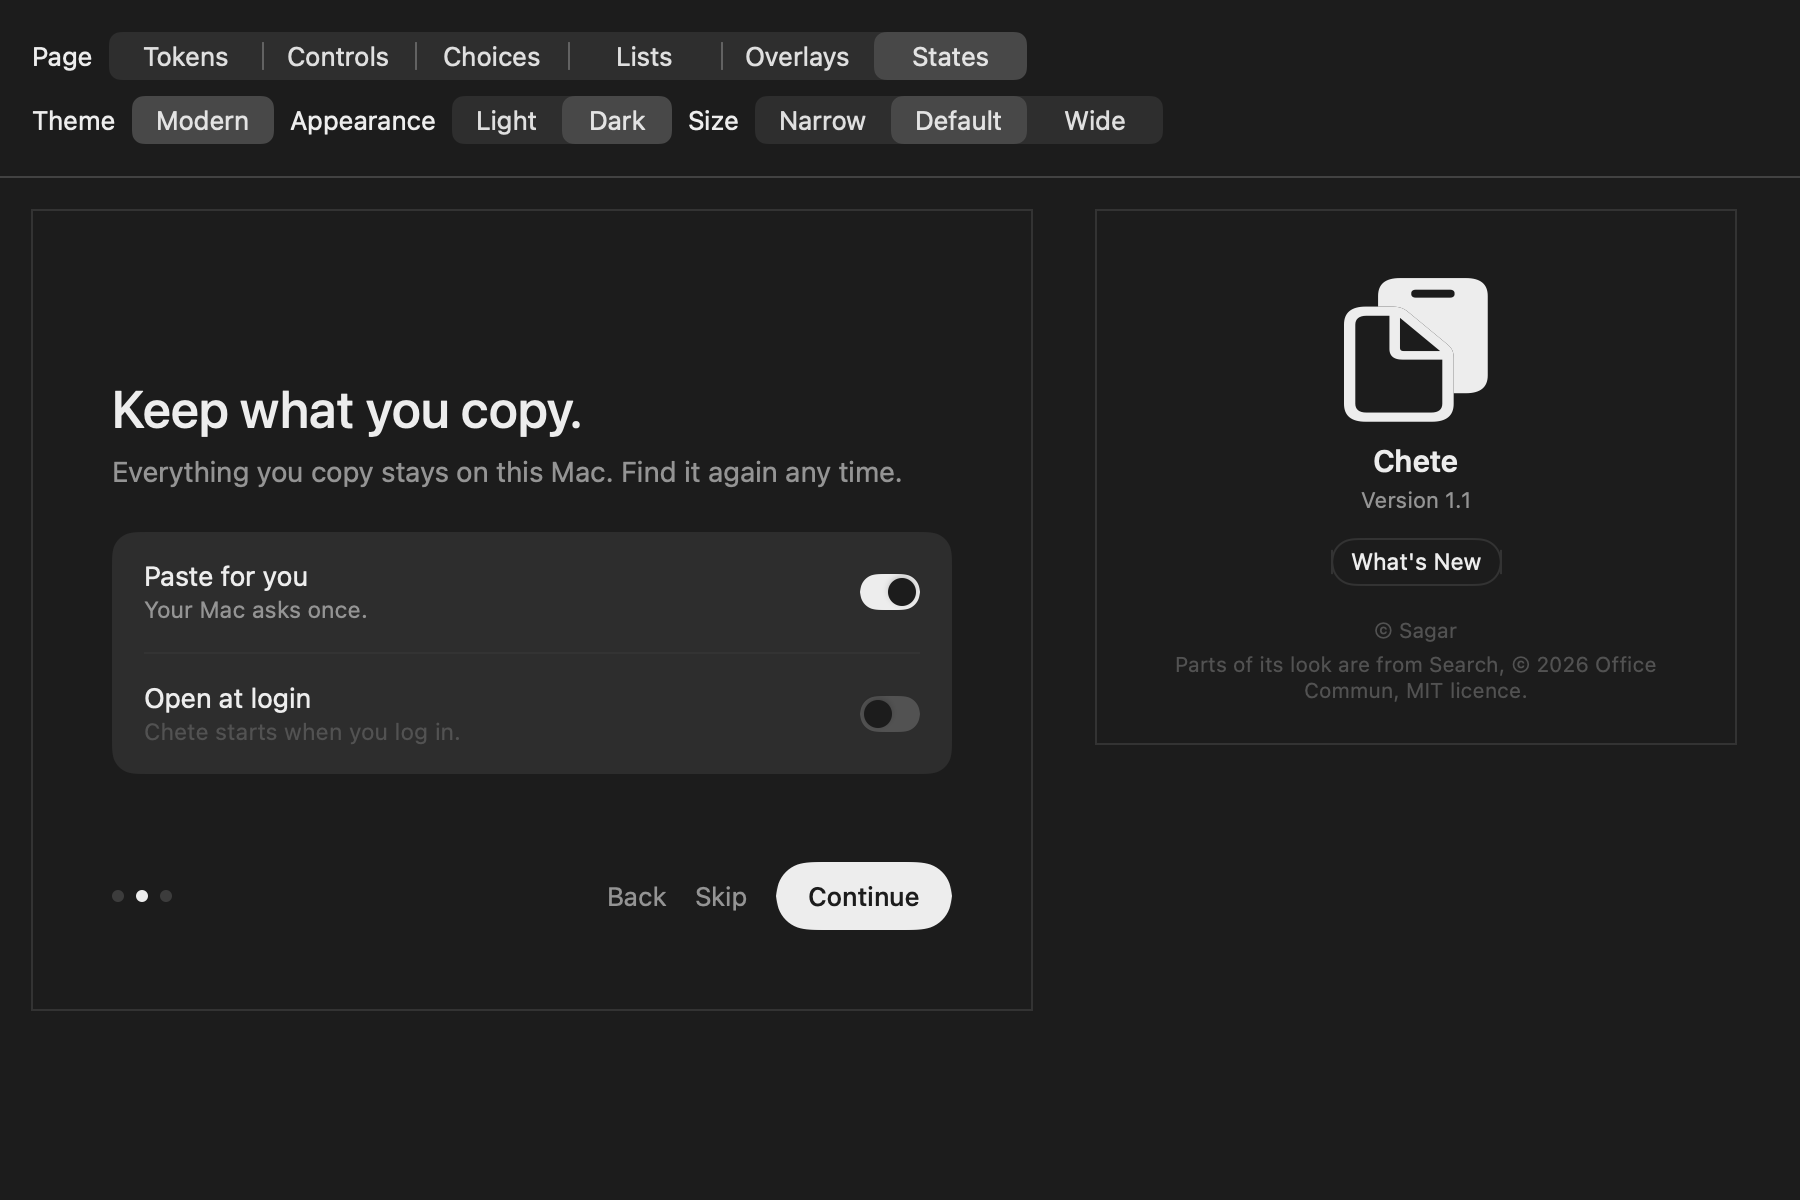 Page Tokens Controls Choices Lists Overlays States
Theme Modern Appearance Light Dark Size Narrow Default Wide
Keep what you copy.
Everything you copy stays on this Mac. Find it again any time.
Paste for you
Your Mac asks once.
Open at login
Chete starts when you log in.
Back Skip Continue
Chete
Version 1.1
What's New
© Sagar
Parts of its look are from Search, © 2026 Office
Commun, MIT licence.